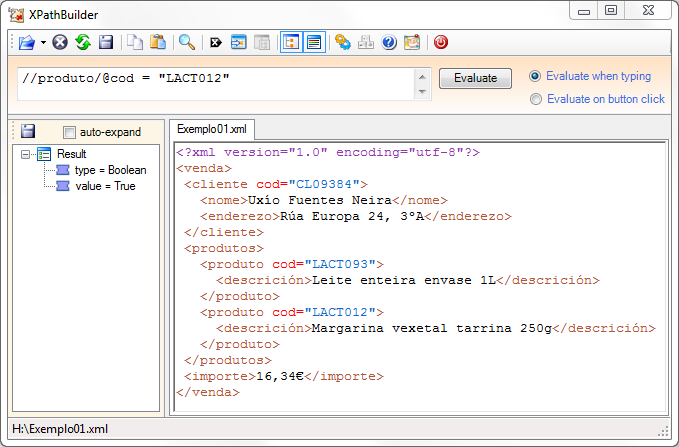 XPathBuilder
//produto/@cod = "LACT012"
Evaluate
Evaluate when typing
Evaluate on button click
auto-expand
Result
type = Boolean
value = True
Exemplo01.xml
<?xml version="1.0" encoding="utf-8"?>
<venda>
<cliente cod="CL09384">
<nome>Uxío Fuentes Neira</nome>
<enderezo>Rúa Europa 24, 3ºA</enderezo>
</cliente>
<produtos>
<produto cod="LACT093">
<descrición>Leite enteira envase 1L</descrición>
</produto>
<produto cod="LACT012">
<descrición>Margarina vexetal tarrina 250g</descrición>
</produto>
</produtos>
<importe>16,34€</importe>
</venda>
H:\Exemplo01.xml